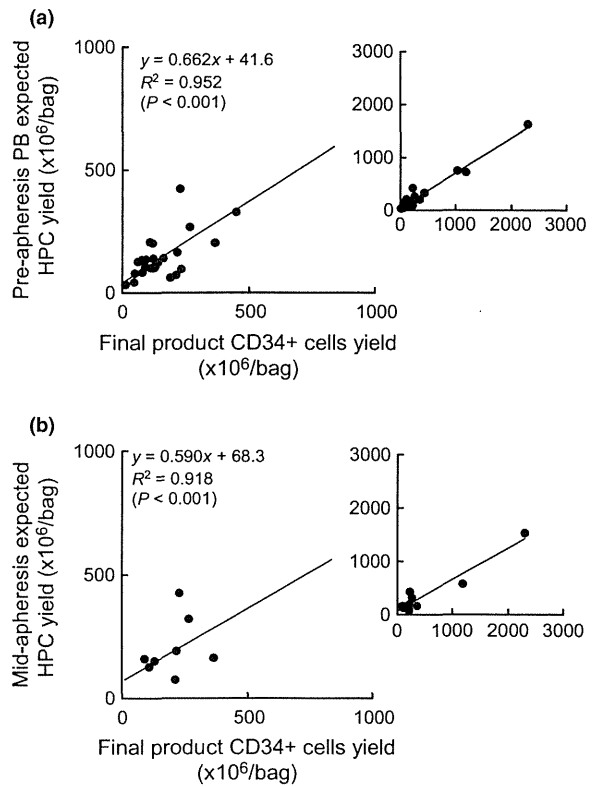 (a)
Pre-apheresis PB expected
HPC yield (x10⁶/bag)
1000
500
0
y = 0.662x + 41.6
R² = 0.952
(P < 0.001)
0 500 1000
Final product CD34+ cells yield
(x10⁶/bag)
3000
2000
1000
0
0 1000 2000 3000
(b)
Mid-apheresis expected
HPC yield (x10⁶/bag)
1000
500
0
y = 0.590x + 68.3
R² = 0.918
(P < 0.001)
0 500 1000
Final product CD34+ cells yield
(x10⁶/bag)
3000
2000
1000
0
0 1000 2000 3000